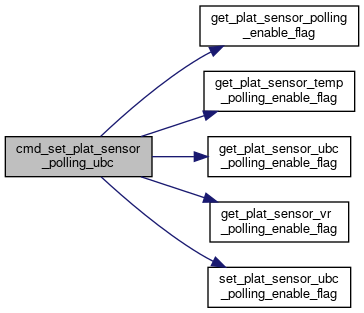 get_plat_sensor_polling
_enable_flag
get_plat_sensor_temp
_polling_enable_flag
cmd_set_plat_sensor
_polling_ubc
get_plat_sensor_ubc
_polling_enable_flag
get_plat_sensor_vr
_polling_enable_flag
set_plat_sensor_ubc
_polling_enable_flag